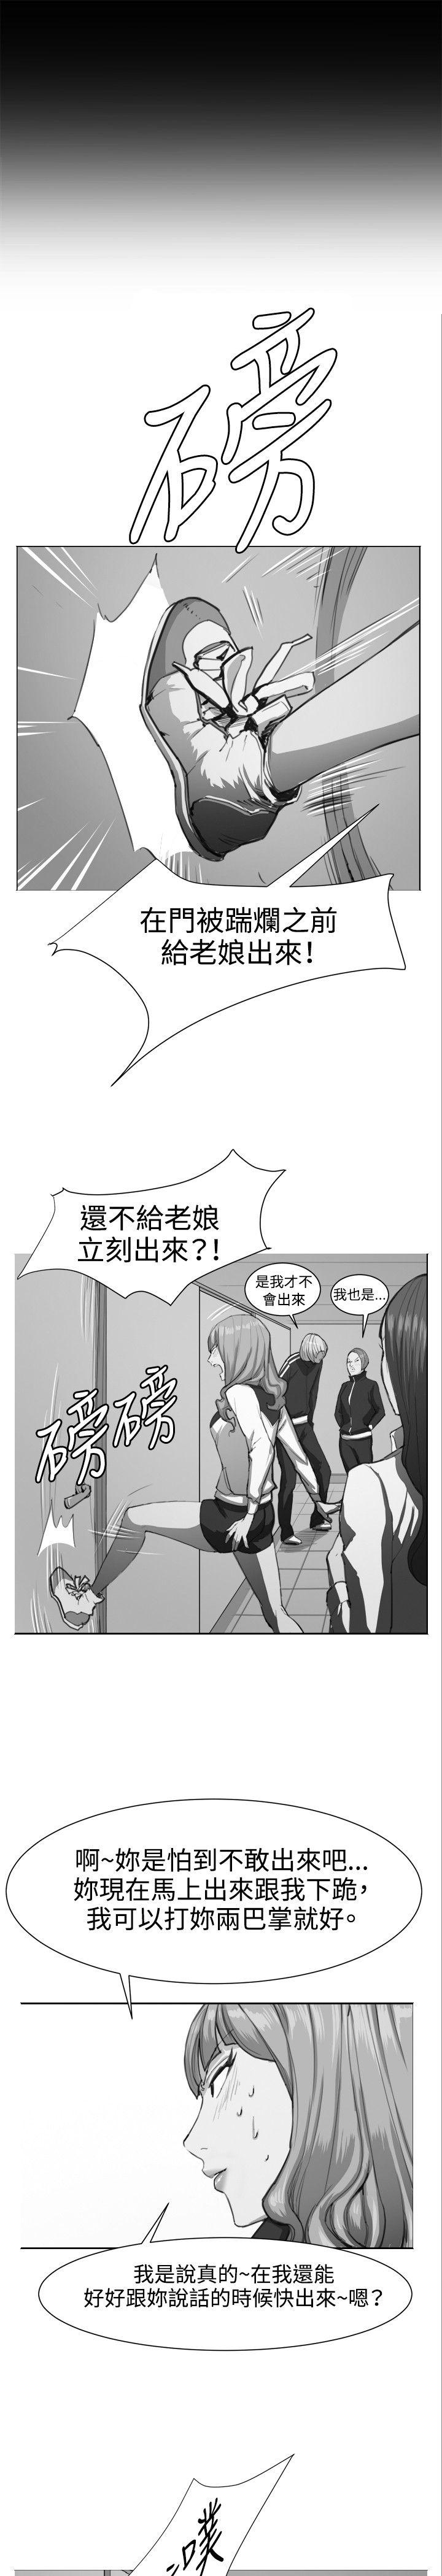 磅
在門被踹爛之前
給老娘出來!
還不給老娘
立刻出來?!
是我才不
會出來
我也是...
磅磅
啊~妳是怕到不敢出來吧...
妳現在馬上出來跟我下跪,
我可以打妳兩巴掌就好。
我是說真的~在我還能
好好跟妳說話的時候快出來~嗯?
噗